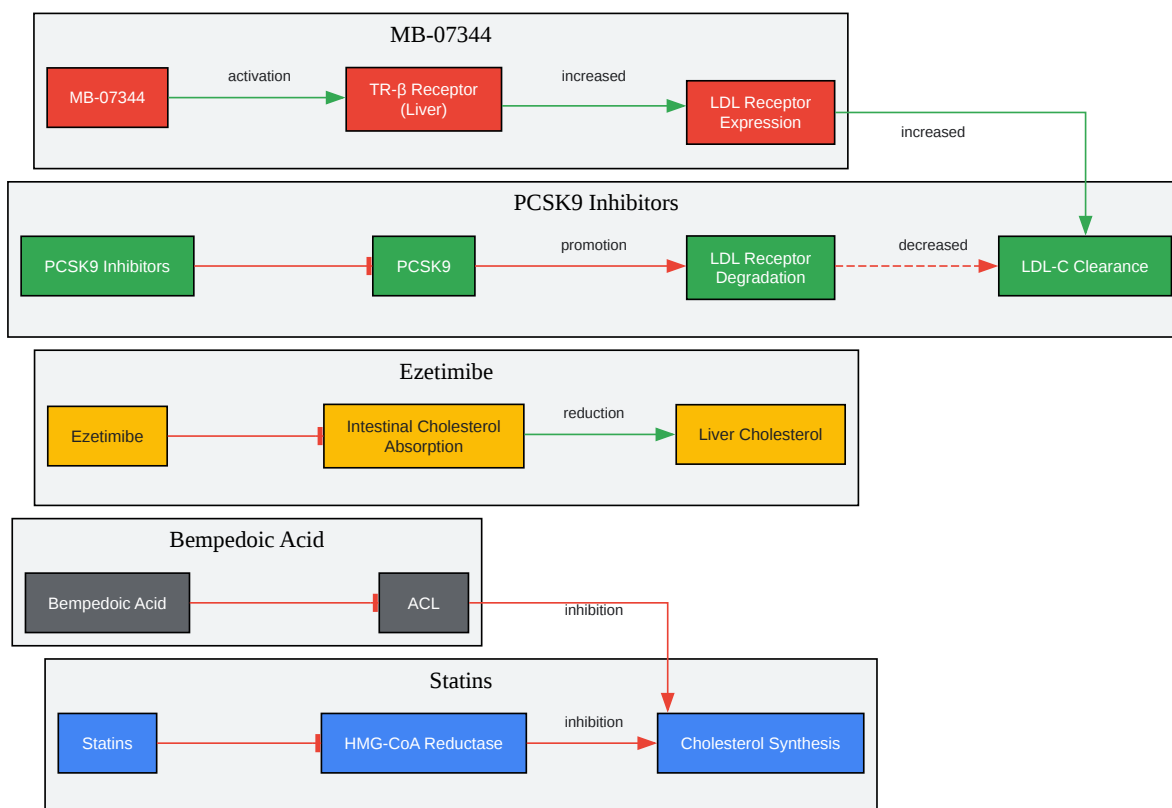 MB-07344
MB-07344
activation
TR-β Receptor
(Liver)
increased
LDL Receptor
Expression
increased
PCSK9 Inhibitors
PCSK9 Inhibitors
PCSK9
promotion
LDL Receptor
Degradation
decreased
LDL-C Clearance
Ezetimibe
Ezetimibe
Intestinal Cholesterol
Absorption
reduction
Liver Cholesterol
Bempedoic Acid
Bempedoic Acid
ACL
inhibition
Statins
Statins
HMG-CoA Reductase
inhibition
Cholesterol Synthesis